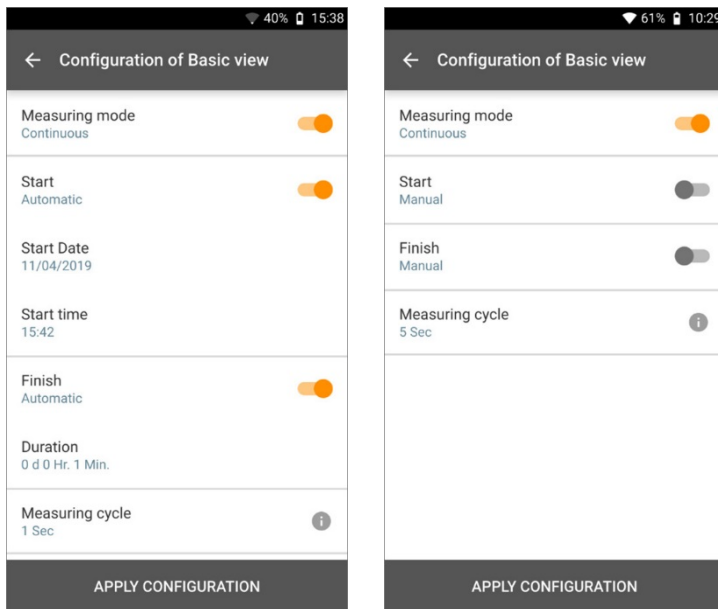 40% 15:38
Configuration of Basic view
Measuring mode
Continuous
Start
Automatic
Start Date
11/04/2019
Start time
15:42
Finish
Automatic
Duration
0 d 0 Hr. 1 Min.
Measuring cycle
1 Sec
APPLY CONFIGURATION
61% 10:29
Configuration of Basic view
Measuring mode
Continuous
Start
Manual
Finish
Manual
Measuring cycle
5 Sec
APPLY CONFIGURATION